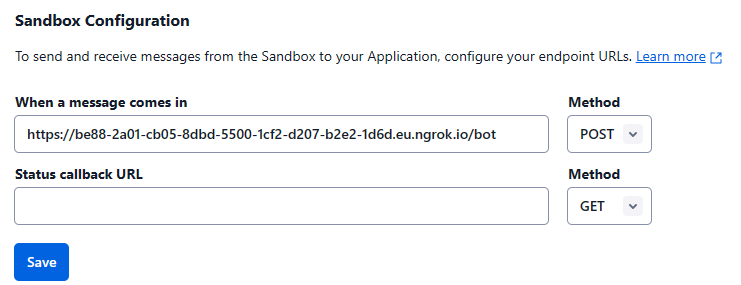 Sandbox Configuration
To send and receive messages from the Sandbox to your Application, configure your endpoint URLs. Learn more
When a message comes in
Method
https://be88-2a01-cb05-8dbd-5500-1cf2-d207-b2e2-1d6d.eu.ngrok.io/bot
POST
Status callback URL
Method
GET
Save